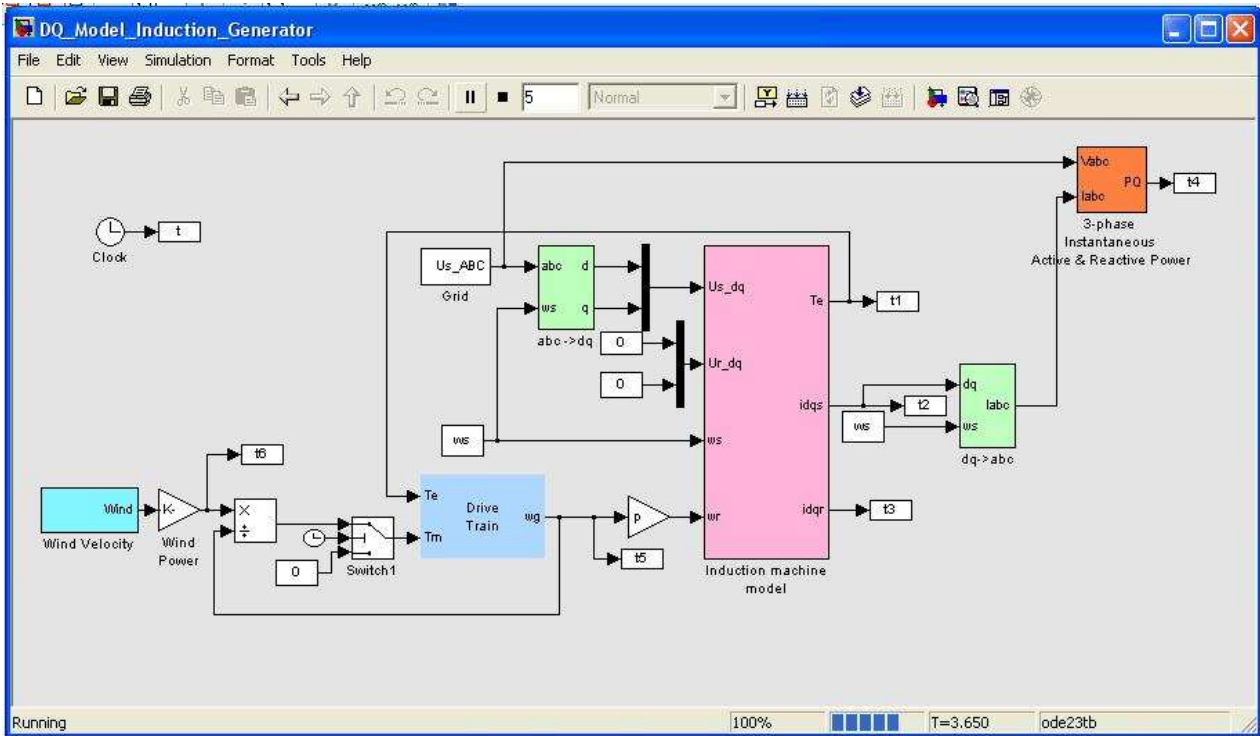 DQ_Model_Induction_Generator
File Edit View Simulation Format Tools Help
5
Normal
Vabc
Iabc
PQ
t4
3-phase
Instantaneous
Active & Reactive Power
t
Clock
Us_ABC
Grid
abc
d
ws
q
abc->dq
0
0
Us_dq
Ur_dq
ws
wr
Te
idqs
idqr
t1
t2
t3
Induction machine
model
ws
ws
dq
ws
Iabc
dq->abc
t6
Wind
Wind Velocity
K-
Wind
Power
×
÷
0
Switch1
Te
Tm
Drive
Train
wg
p
t5
Running
100%
T=3.650
ode23tb